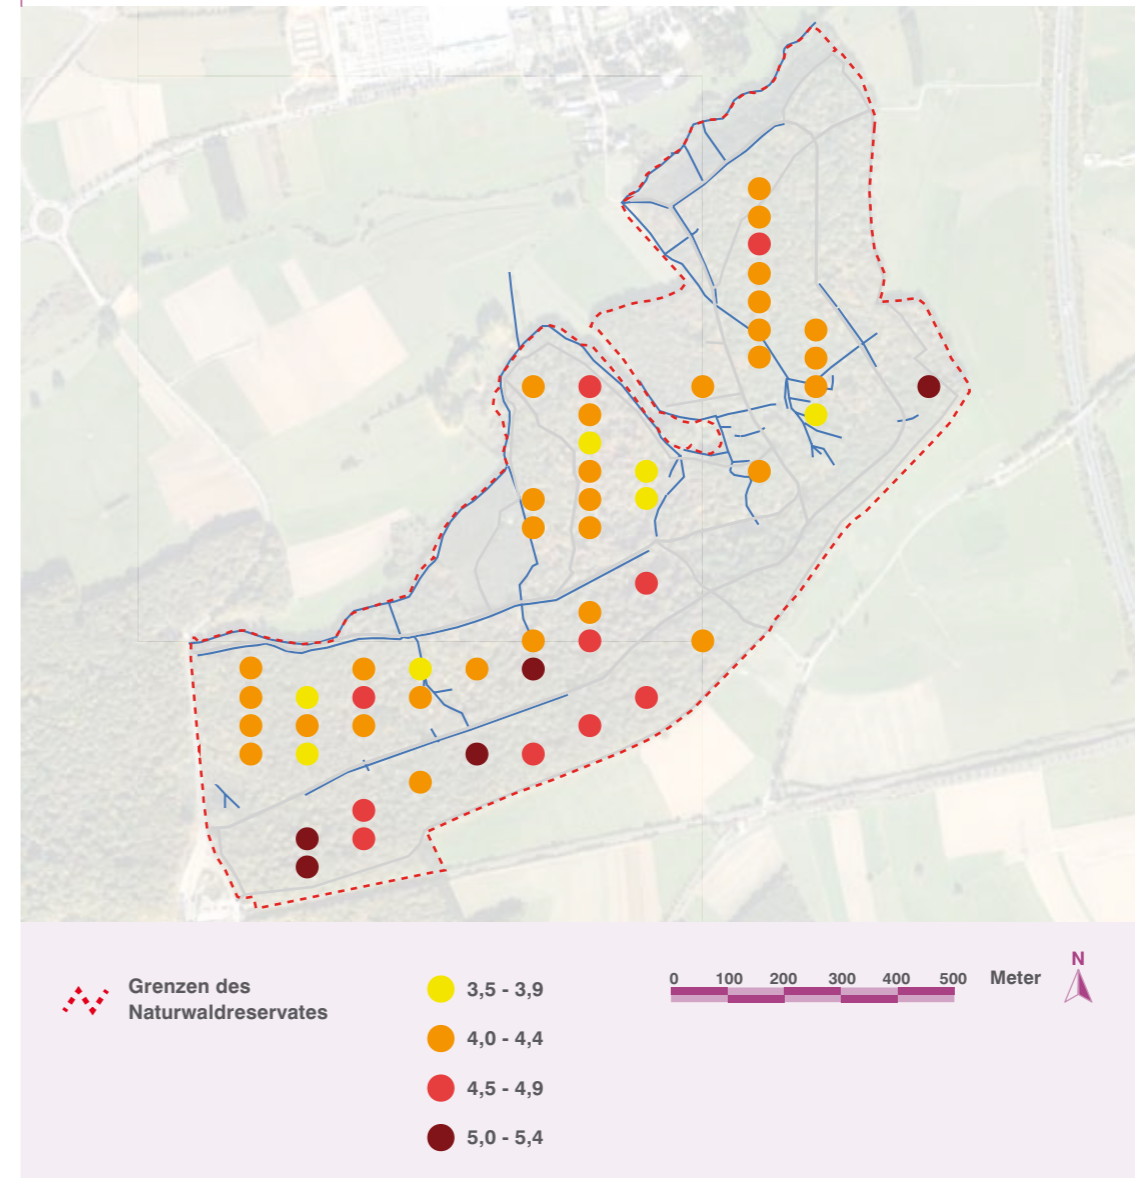 Grenzen des
Naturwaldreservates
3,5 - 3,9
4,0 - 4,4
4,5 - 4,9
5,0 - 5,4
0 100 200 300 400 500 Meter
N